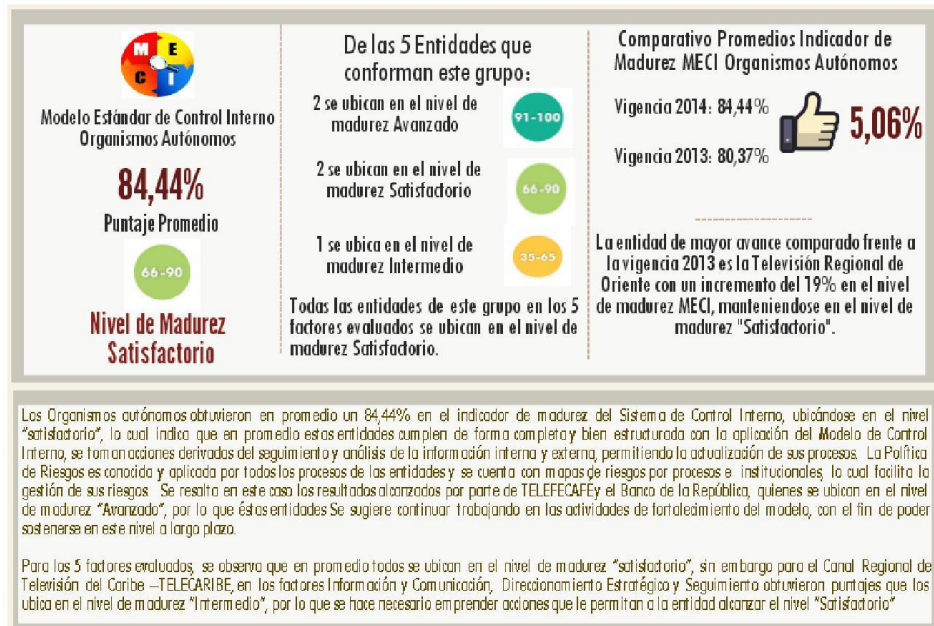 M E
C I
Modelo Estándar de Control Interno
Organismos Autónomos
84,44%
Puntaje Promedio
66-90
Nivel de Madurez
Satisfactorio
De las 5 Entidades que
conforman este grupo:
2 se ubican en el nivel de
madurez Avanzado
91-100
2 se ubican en el nivel de
madurez Satisfactorio
66-90
1 se ubica en el nivel de
madurez Intermedio
35-65
Todas las entidades de este grupo en los 5
factores evaluados se ubican en el nivel de
madurez Satisfactorio.
Comparativo Promedios Indicador de
Madurez MECI Organismos Autónomos
Vigencia 2014: 84,44%
Vigencia 2013: 80,37%
5,06%
La entidad de mayor avance comparado frente a
la vigencia 2013 es la Televisión Regional de
Oriente con un incremento del 19% en el nivel
de madurez MECI, manteniendose en el nivel de
madurez "Satisfactorio".
Los Organismos autónomos obtuvieron en promedio un 84,44% en el indicador de madurez del Sistema de Control Interno, ubicándose en el nivel
"satisfactorio", lo cual indica que en promedio estas entidades cumplen de forma completa y bien estructurada con la aplicación del Modelo de Control
Interno, se toman acciones derivadas del seguimiento y análisis de la información interna y externa, permitiendo la actualización de sus procesos. La Política
de Riesgos es conocida y aplicada por todos los procesos de las entidades y se cuenta con mapas de riesgos por procesos e institucionales, lo cual facilita la
gestión de sus riesgos. Se resalta en este caso los resultados alcanzados por parte de TELEFECAFE y el Banco de la República, quienes se ubican en el nivel
de madurez "Avanzado", por lo que éstas entidades Se sugiere continuar trabajando en las actividades de fortalecimiento del modelo, con el fin de poder
sostenerse en este nivel a largo plazo.
Para los 5 factores evaluados, se observa que en promedio todos se ubican en el nivel de madurez "satisfactorio", sin embargo para el Canal Regional de
Televisión del Caribe –TELECARIBE, en los factores Información y Comunicación, Direccionamiento Estratégico y Seguimiento obtuvieron puntajes que los
ubica en el nivel de madurez "Intermedio", por lo que se hace necesario emprender acciones que le permitan a la entidad alcanzar el nivel "Satisfactorio"